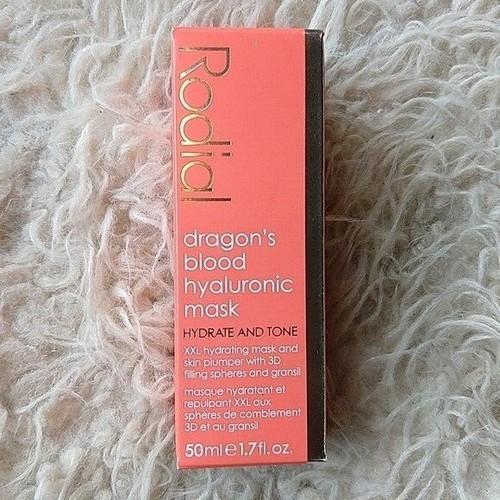 Rodial
dragon's
blood
hyaluronic
mask
HYDRATE AND TONE
XXL hydrating mask and
skin plumper with 3D
filling spheres and gransil
masque hydratant et
repulpant XXL aux
sphères de comblement
3D et au gransil
50ml e 1.7fl.oz.